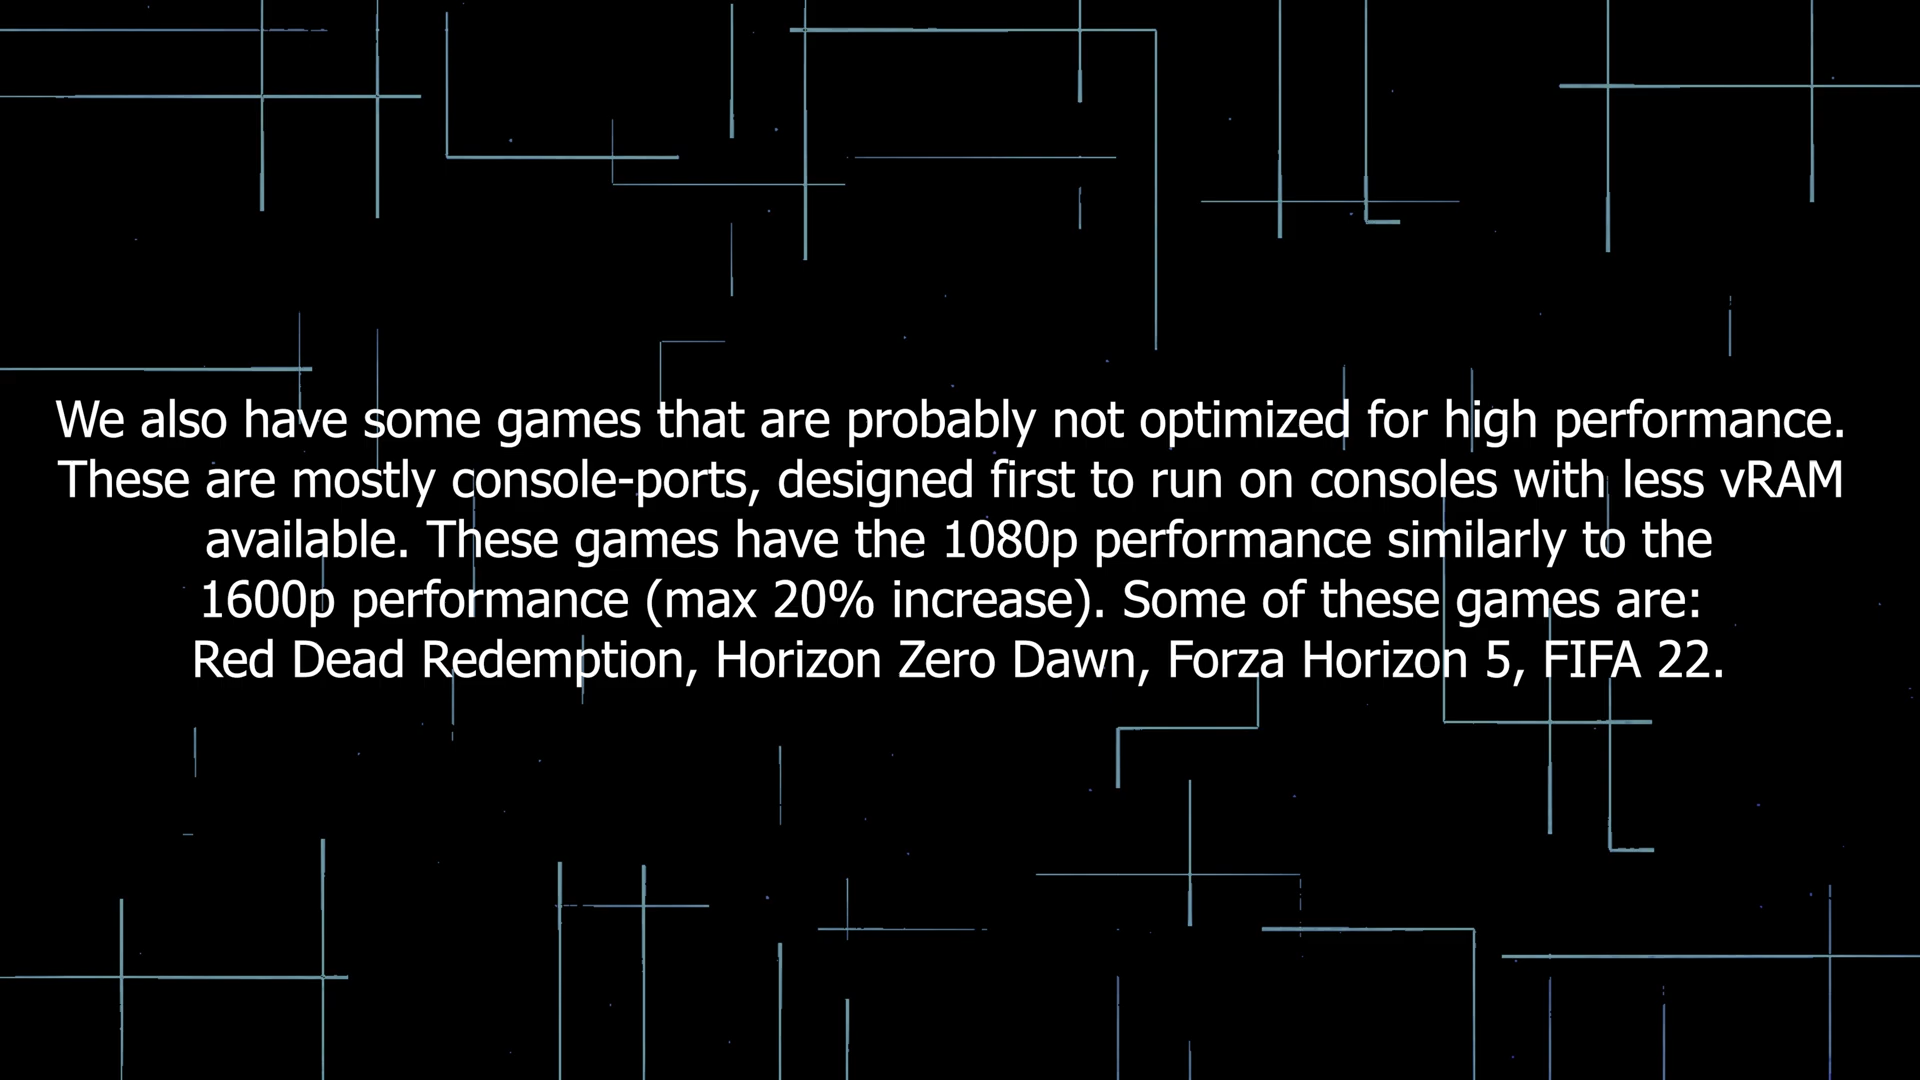 We also have some games that are probably not optimized for high performance.
These are mostly console-ports, designed first to run on consoles with less vRAM
available. These games have the 1080p performance similarly to the
1600p performance (max 20% increase). Some of these games are:
Red Dead Redemption, Horizon Zero Dawn, Forza Horizon 5, FIFA 22.